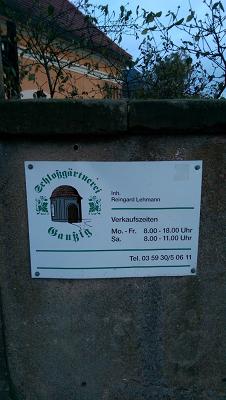 Schloßgärtnerei
Gaußig
Inh.
Reingard Lehmann
Verkaufszeiten
Mo. - Fr. 8.00 - 18.00 Uhr
Sa. 8.00 - 11.00 Uhr
Tel. 03 59 30/5 06 11